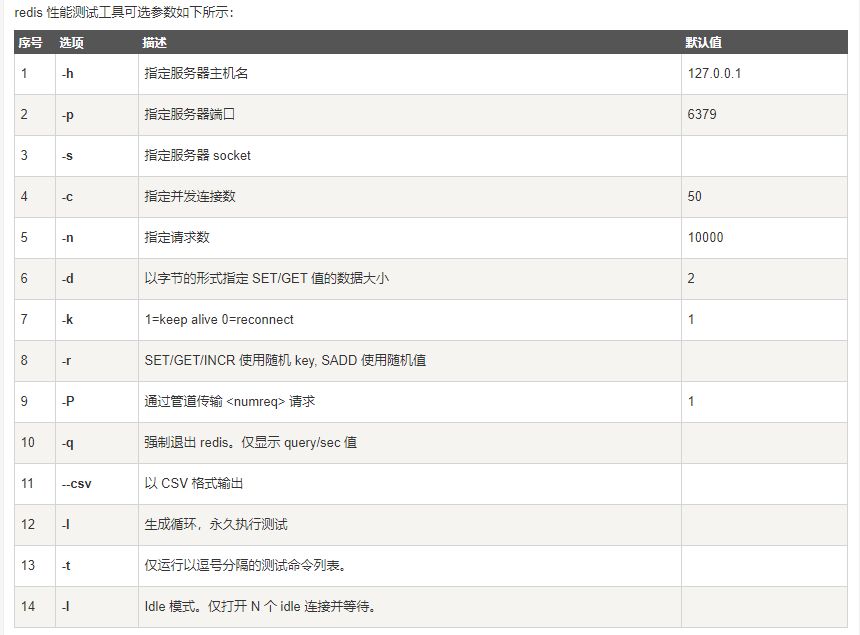 redis 性能测试工具可选参数如下所示：
序号 选项 描述 默认值
1 -h 指定服务器主机名 127.0.0.1
2 -p 指定服务器端口 6379
3 -s 指定服务器 socket
4 -c 指定并发连接数 50
5 -n 指定请求数 10000
6 -d 以字节的形式指定 SET/GET 值的数据大小 2
7 -k 1=keep alive 0=reconnect 1
8 -r SET/GET/INCR 使用随机 key, SADD 使用随机值
9 -P 通过管道传输 <numreq> 请求 1
10 -q 强制退出 redis。仅显示 query/sec 值
11 --csv 以 CSV 格式输出
12 -l 生成循环，永久执行测试
13 -t 仅运行以逗号分隔的测试命令列表。
14 -I Idle 模式。仅打开 N 个 idle 连接并等待。